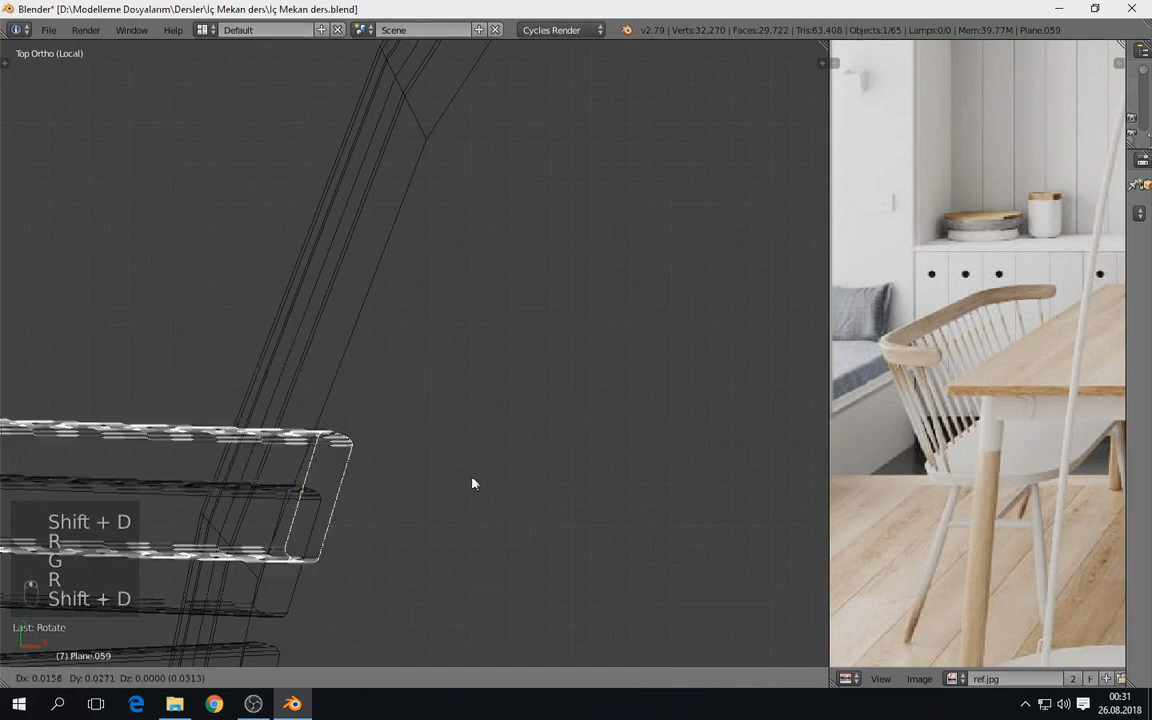 Blender* [D:\Modelleme Dosyalarım\Dersler\İç Mekan ders\İç Mekan ders.blend]
File Render Window Help Default Scene Cycles Render v2.79 | Verts:32,270 | Faces:29,722 | Tris:63,408 | Objects:1/65 | Lamps:0/0 | Mem:39.77M | Plane.059
Top Ortho (Local)
Shift + D
R
G
R
Shift + D
Last: Rotate
(7) Plane.059
Dx: 0.0156 Dy: 0.0271 Dz: 0.0000 (0.0313)
View Image ref.jpg 2 F
00:31
26.08.2018